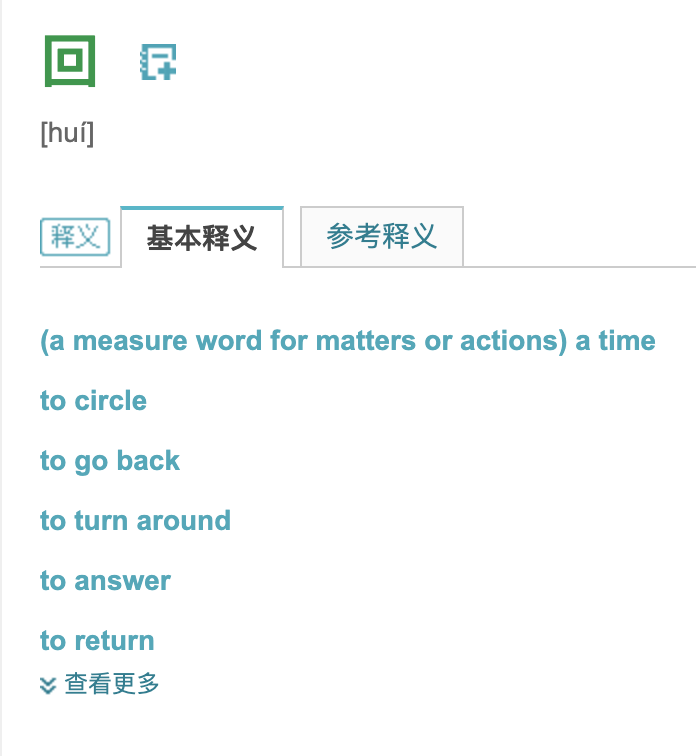 回
[huí]
释义 基本释义 参考释义
(a measure word for matters or actions) a time
to circle
to go back
to turn around
to answer
to return
查看更多